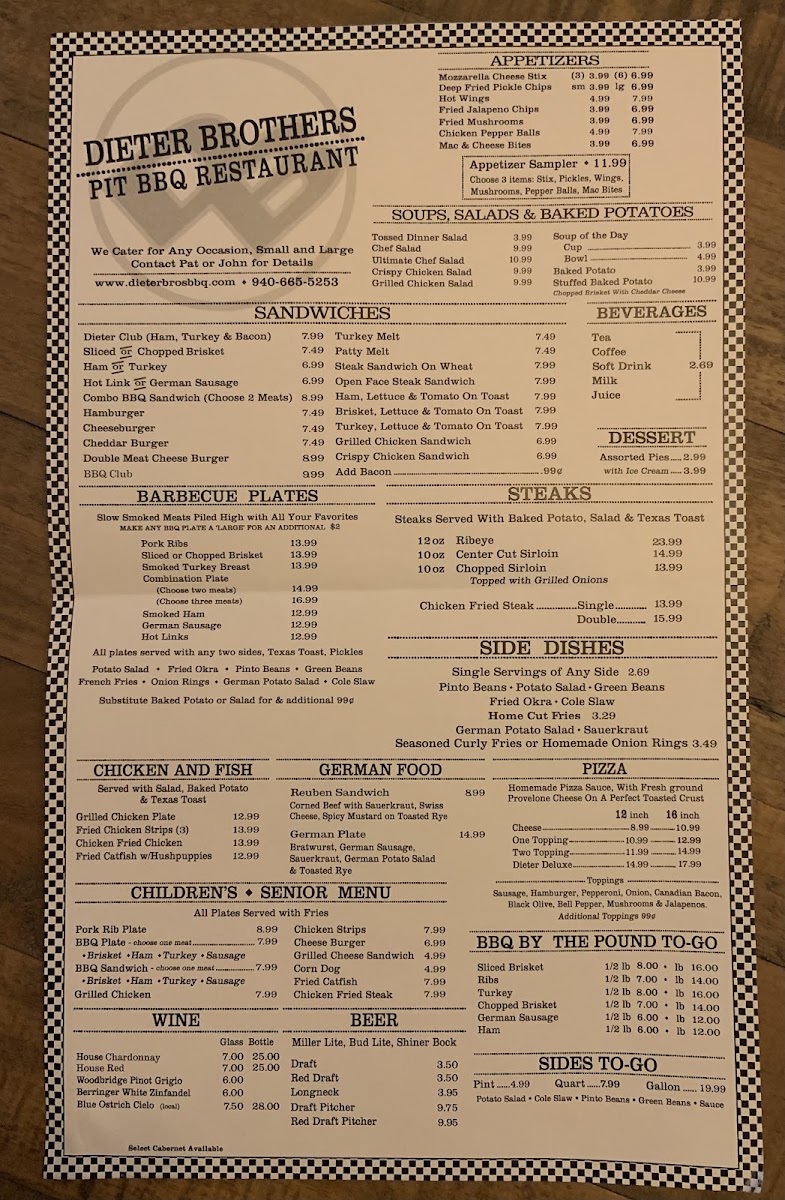 DIETER BROTHERS
PIT BBQ RESTAURANT
We Cater for Any Occasion, Small and Large
Contact Pat or John for Details
www.dieterbrosbbq.com • 940-665-5253
APPETIZERS
Mozzarella Cheese Stix (3) 3.99 (6) 6.99
Deep Fried Pickle Chips sm 3.99 lg 6.99
Hot Wings 4.99 7.99
Fried Jalapeno Chips 3.99 6.99
Fried Mushrooms 3.99 6.99
Chicken Pepper Balls 4.99 7.99
Mac & Cheese Bites 3.99 6.99
Appetizer Sampler • 11.99
Choose 3 items: Stix, Pickles, Wings,
Mushrooms, Pepper Balls, Mac Bites
SOUPS, SALADS & BAKED POTATOES
Tossed Dinner Salad 3.99
Chef Salad 9.99
Ultimate Chef Salad 10.99
Crispy Chicken Salad 9.99
Grilled Chicken Salad 9.99
Soup of the Day
Cup 3.99
Bowl 4.99
Baked Potato 3.99
Stuffed Baked Potato 10.99
Chopped Brisket With Cheddar Cheese
SANDWICHES
Dieter Club (Ham, Turkey & Bacon) 7.99
Sliced or Chopped Brisket 7.49
Ham or Turkey 6.99
Hot Link or German Sausage 6.99
Combo BBQ Sandwich (Choose 2 Meats) 8.99
Hamburger 7.49
Cheeseburger 7.49
Cheddar Burger 7.49
Double Meat Cheese Burger 8.99
BBQ Club 9.99
Turkey Melt 7.49
Patty Melt 7.49
Steak Sandwich On Wheat 7.99
Open Face Steak Sandwich 7.99
Ham, Lettuce & Tomato On Toast 7.99
Brisket, Lettuce & Tomato On Toast 7.99
Turkey, Lettuce & Tomato On Toast 7.99
Grilled Chicken Sandwich 6.99
Crispy Chicken Sandwich 6.99
Add Bacon .99¢
BEVERAGES
Tea
Coffee
Soft Drink 2.69
Milk
Juice
DESSERT
Assorted Pies.....2.99
with Ice Cream.....3.99
BARBECUE PLATES
Slow Smoked Meats Piled High with All Your Favorites
MAKE ANY BBQ PLATE A 'LARGE' FOR AN ADDITIONAL $2
Pork Ribs 13.99
Sliced or Chopped Brisket 13.99
Smoked Turkey Breast 13.99
Combination Plate
(Choose two meats) 14.99
(Choose three meats) 16.99
Smoked Ham 12.99
German Sausage 12.99
Hot Links 12.99
All plates served with any two sides, Texas Toast, Pickles
Potato Salad • Fried Okra • Pinto Beans • Green Beans
French Fries • Onion Rings • German Potato Salad • Cole Slaw
Substitute Baked Potato or Salad for & additional 99¢
STEAKS
Steaks Served With Baked Potato, Salad & Texas Toast
12 oz Ribeye 23.99
10 oz Center Cut Sirloin 14.99
10 oz Chopped Sirloin 13.99
Topped with Grilled Onions
Chicken Fried Steak .............Single.......... 13.99
Double......... 15.99
SIDE DISHES
Single Servings of Any Side 2.69
Pinto Beans • Potato Salad • Green Beans
Fried Okra • Cole Slaw
Home Cut Fries 3.29
German Potato Salad • Sauerkraut
Seasoned Curly Fries or Homemade Onion Rings 3.49
CHICKEN AND FISH
Served with Salad, Baked Potato
& Texas Toast
Grilled Chicken Plate 12.99
Fried Chicken Strips (3) 13.99
Chicken Fried Chicken 13.99
Fried Catfish w/Hushpuppies 12.99
GERMAN FOOD
Reuben Sandwich 8.99
Corned Beef with Sauerkraut, Swiss
Cheese, Spicy Mustard on Toasted Rye
German Plate 14.99
Bratwurst, German Sausage,
Sauerkraut, German Potato Salad
& Toasted Rye
PIZZA
Homemade Pizza Sauce, With Fresh ground
Provelone Cheese On A Perfect Toasted Crust
12 inch 16 inch
Cheese 8.99 10.99
One Topping 10.99 12.99
Two Topping 11.99 14.99
Dieter Deluxe 14.99 17.99
Toppings
Sausage, Hamburger, Pepperoni, Onion, Canadian Bacon,
Black Olive, Bell Pepper, Mushrooms & Jalapenos.
Additional Toppings 99¢
CHILDREN'S ♦ SENIOR MENU
All Plates Served with Fries
Pork Rib Plate 8.99
BBQ Plate - choose one meat 7.99
• Brisket • Ham • Turkey • Sausage
BBQ Sandwich - choose one meat 7.99
• Brisket • Ham • Turkey • Sausage
Grilled Chicken 7.99
Chicken Strips 7.99
Cheese Burger 6.99
Grilled Cheese Sandwich 4.99
Corn Dog 4.99
Fried Catfish 7.99
Chicken Fried Steak 7.99
BBQ BY THE POUND TO-GO
Sliced Brisket 1/2 lb 8.00 • lb 16.00
Ribs 1/2 lb 7.00 • lb 14.00
Turkey 1/2 lb 8.00 • lb 16.00
Chopped Brisket 1/2 lb 7.00 • lb 14.00
German Sausage 1/2 lb 6.00 • lb 12.00
Ham 1/2 lb 6.00 • lb 12.00
WINE
Glass Bottle
House Chardonnay 7.00 25.00
House Red 7.00 25.00
Woodbridge Pinot Grigio 6.00
Berringer White Zinfandel 6.00
Blue Ostrich Cielo (local) 7.50 28.00
Select Cabernet Available
BEER
Miller Lite, Bud Lite, Shiner Bock
Draft 3.50
Red Draft 3.50
Longneck 3.95
Draft Pitcher 9.75
Red Draft Pitcher 9.95
SIDES TO-GO
Pint.....4.99 Quart.....7.99 Gallon.....19.99
Potato Salad • Cole Slaw • Pinto Beans • Green Beans • Sauce